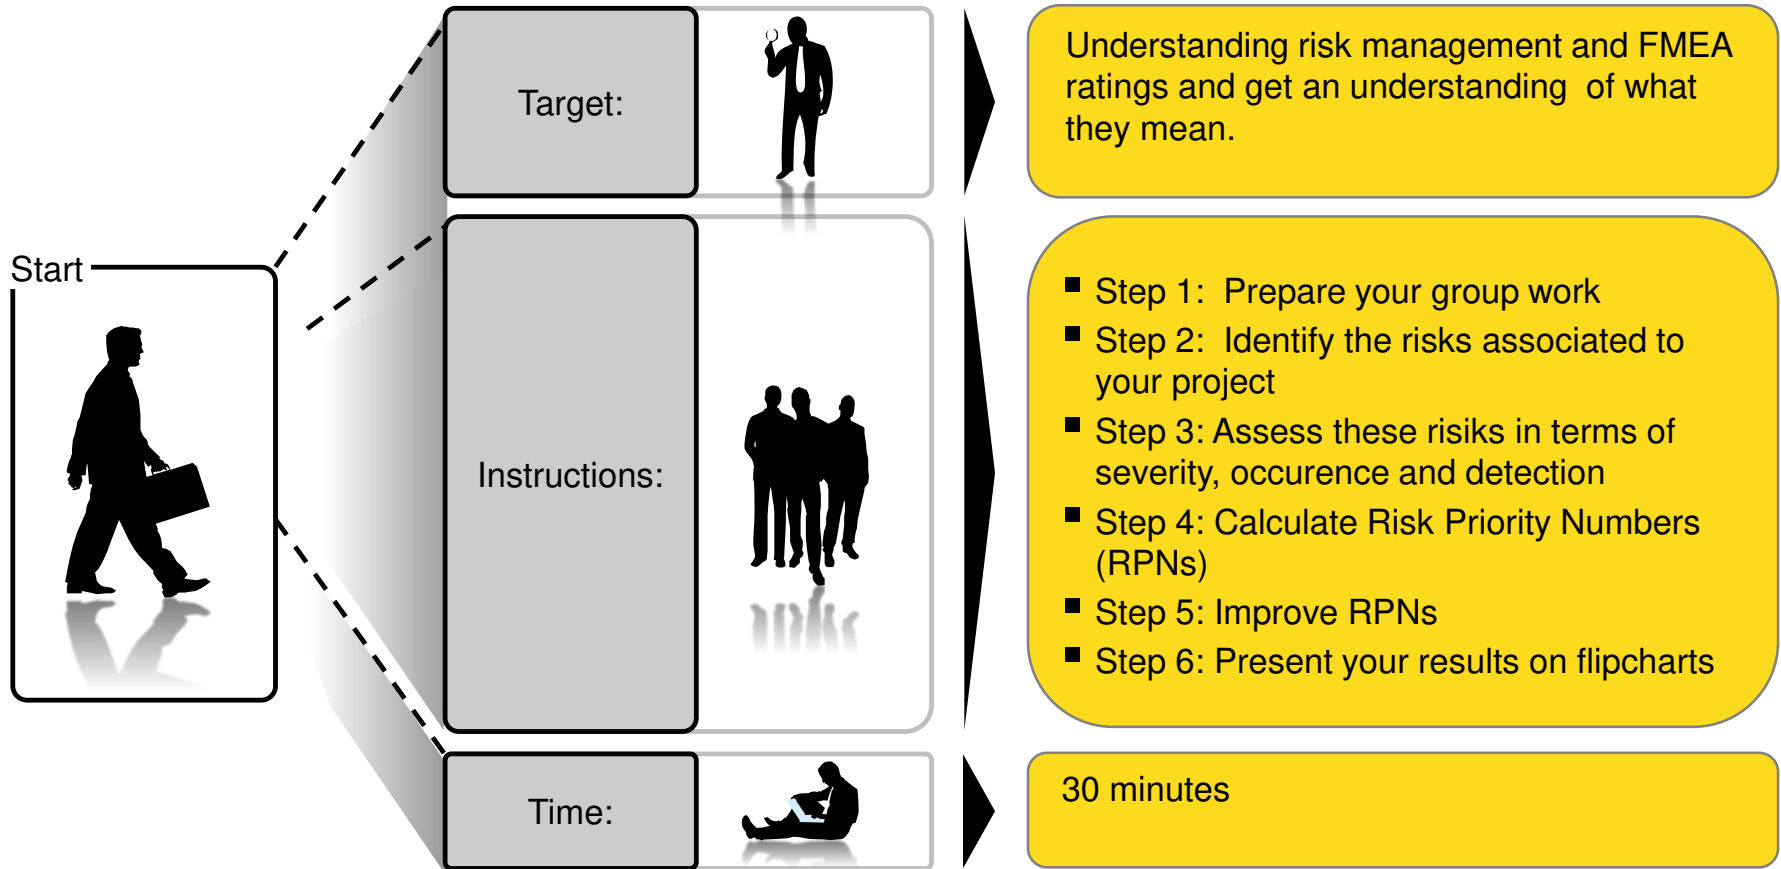 Start
Target:
Understanding risk management and FMEA
ratings and get an understanding  of what
they mean.
Instructions:
▪ Step 1:  Prepare your group work
▪ Step 2:  Identify the risks associated to
your project
▪ Step 3: Assess these risiks in terms of
severity, occurence and detection
▪ Step 4: Calculate Risk Priority Numbers
(RPNs)
▪ Step 5: Improve RPNs
▪ Step 6: Present your results on flipcharts
Time:
30 minutes